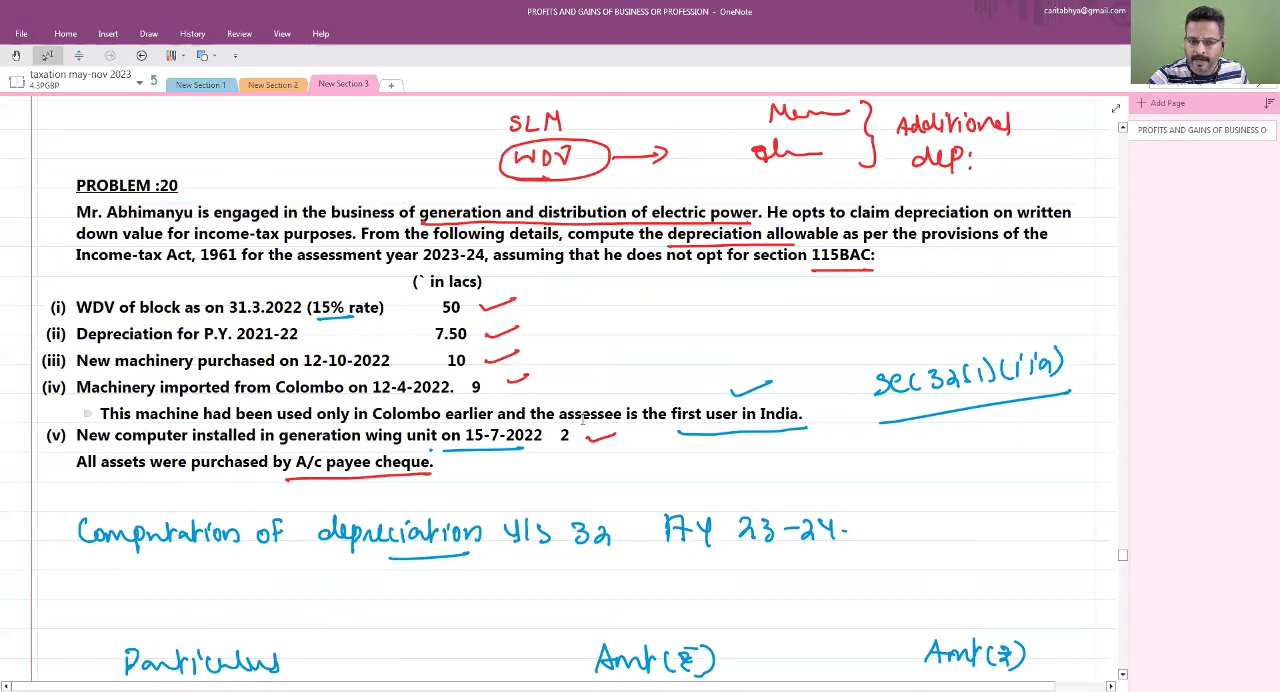 PROFITS AND GAINS OF BUSINESS OR PROFESSION - OneNote
caritabhya@gmail.com
File Home Insert Draw History Review View Help
taxation may-nov 2023
4.3PGBP
5
New Section 1 New Section 2 New Section 3 +
Add Page
PROFITS AND GAINS OF BUSINESS O
SLM
WDV
Additional
dep:
PROBLEM :20
Mr. Abhimanyu is engaged in the business of generation and distribution of electric power. He opts to claim depreciation on written
down value for income-tax purposes. From the following details, compute the depreciation allowable as per the provisions of the
Income-tax Act, 1961 for the assessment year 2023-24, assuming that he does not opt for section 115BAC:
(` in lacs)
(i) WDV of block as on 31.3.2022 (15% rate) 50
(ii) Depreciation for P.Y. 2021-22 7.50
(iii) New machinery purchased on 12-10-2022 10
(iv) Machinery imported from Colombo on 12-4-2022. 9
sec(32(1)(iia)
This machine had been used only in Colombo earlier and the assessee is the first user in India.
(v) New computer installed in generation wing unit on 15-7-2022 2
All assets were purchased by A/c payee cheque.
Computation of depreciation u/s 32 AY 23-24.
Particulars Amt(₹) Amt(₹)